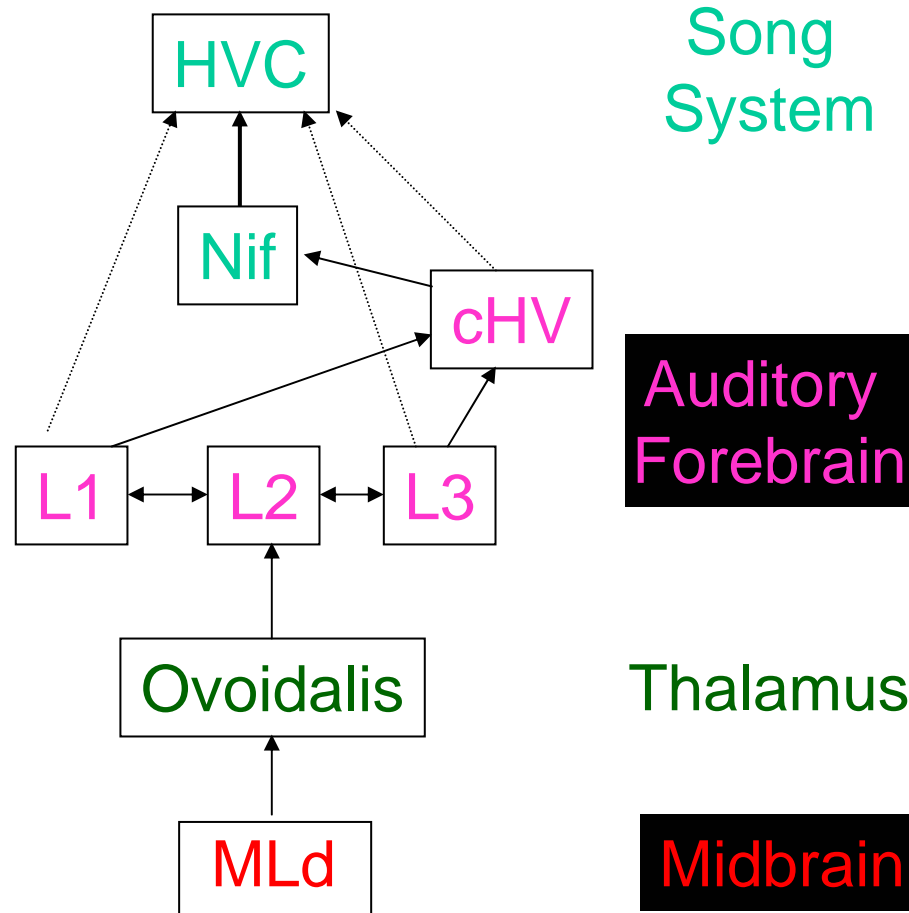 HVC
Song
System
Nif
cHV
Auditory
Forebrain
L1
L2
L3
Ovoidalis
Thalamus
MLd
Midbrain